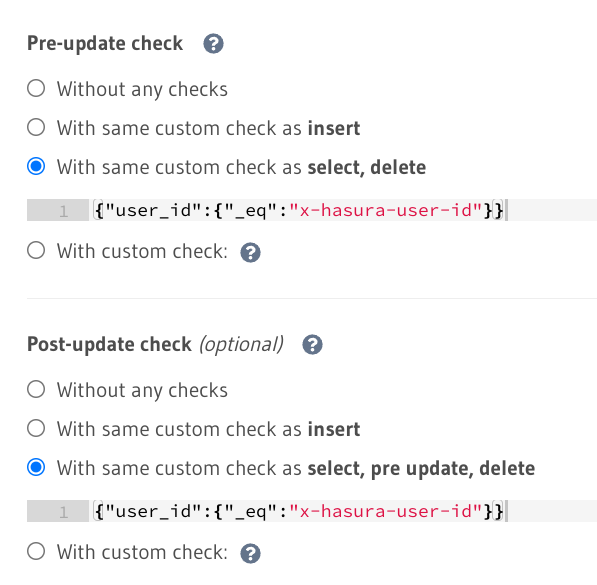 Pre-update check ?
Without any checks
With same custom check as insert
With same custom check as select, delete
1 {"user_id":{"_eq":"x-hasura-user-id"}}
With custom check: ?
Post-update check (optional) ?
Without any checks
With same custom check as insert
With same custom check as select, pre update, delete
1 {"user_id":{"_eq":"x-hasura-user-id"}}
With custom check: ?